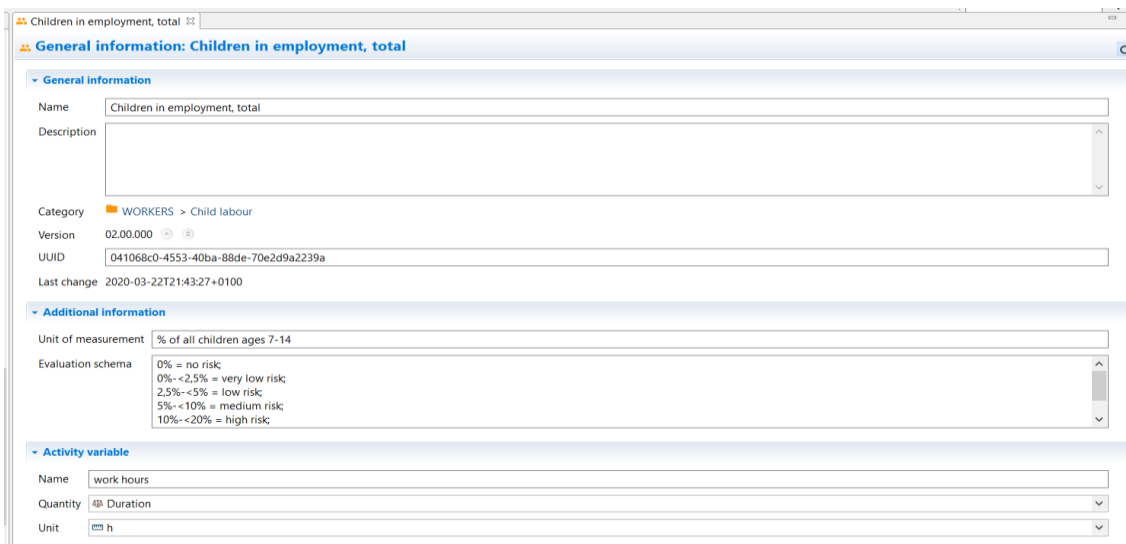 Children in employment, total
General information: Children in employment, total
General information
Name Children in employment, total
Description
Category WORKERS > Child labour
Version 02.00.000
UUID 041068c0-4553-40ba-88de-70e2d9a2239a
Last change 2020-03-22T21:43:27+0100
Additional information
Unit of measurement % of all children ages 7-14
Evaluation schema 0% = no risk;
0%-<2,5% = very low risk;
2,5%-<5% = low risk;
5%-<10% = medium risk;
10%-<20% = high risk;
Activity variable
Name work hours
Quantity Duration
Unit h